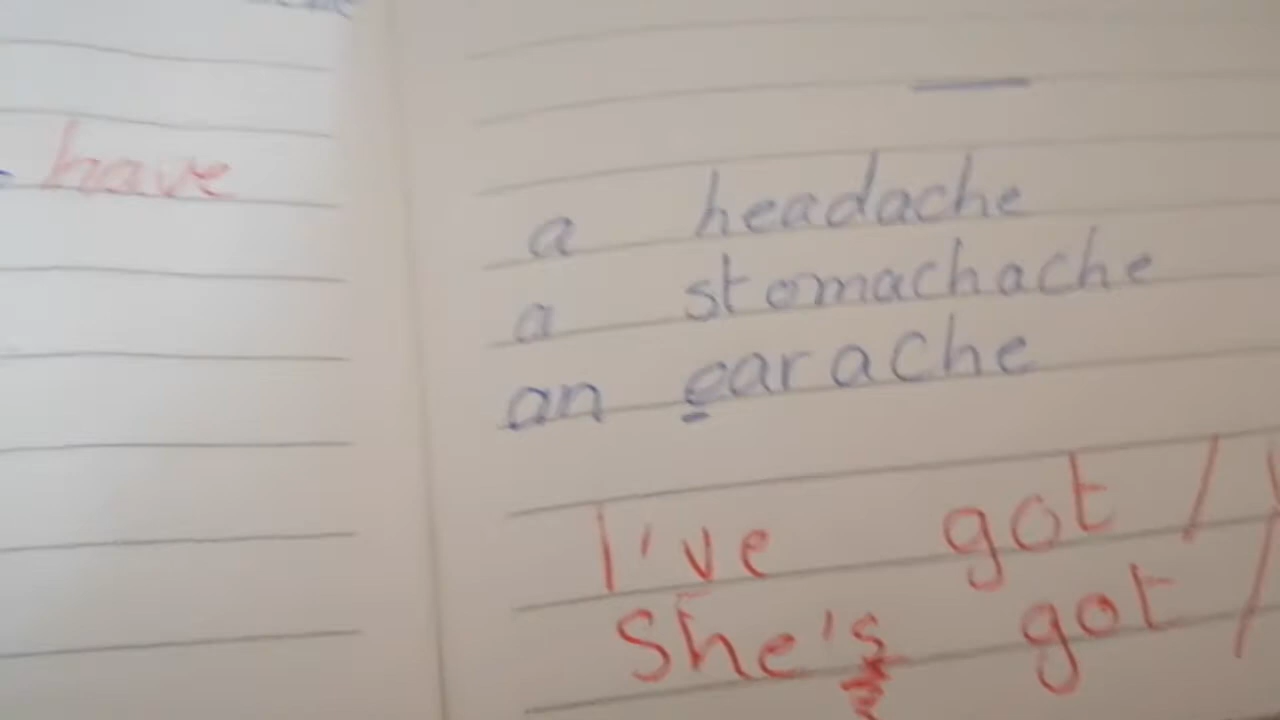 have
a headache
a stomachache
an earache
I've got /
She's got /